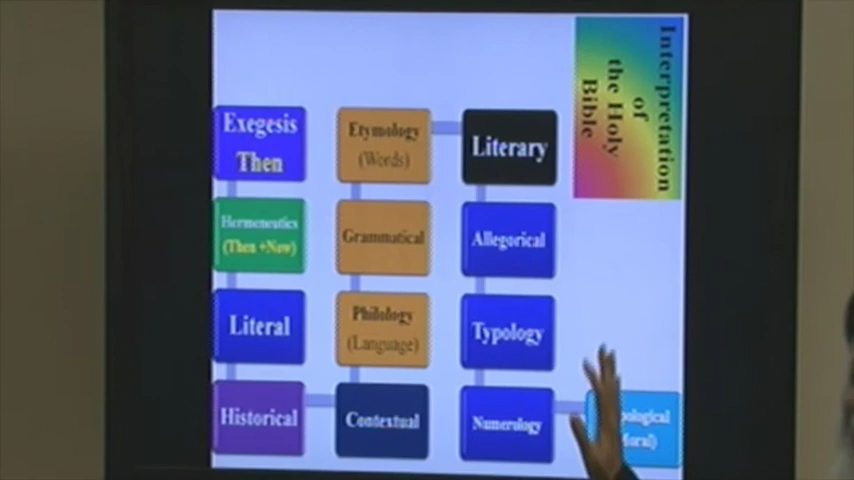 Interpretation
of
the Holy
Bible
Exegesis
Then
Hermeneutics
(Then +Now)
Literal
Historical
Etymology
(Words)
Grammatical
Philology
(Language)
Contextual
Literary
Allegorical
Typology
Numerology